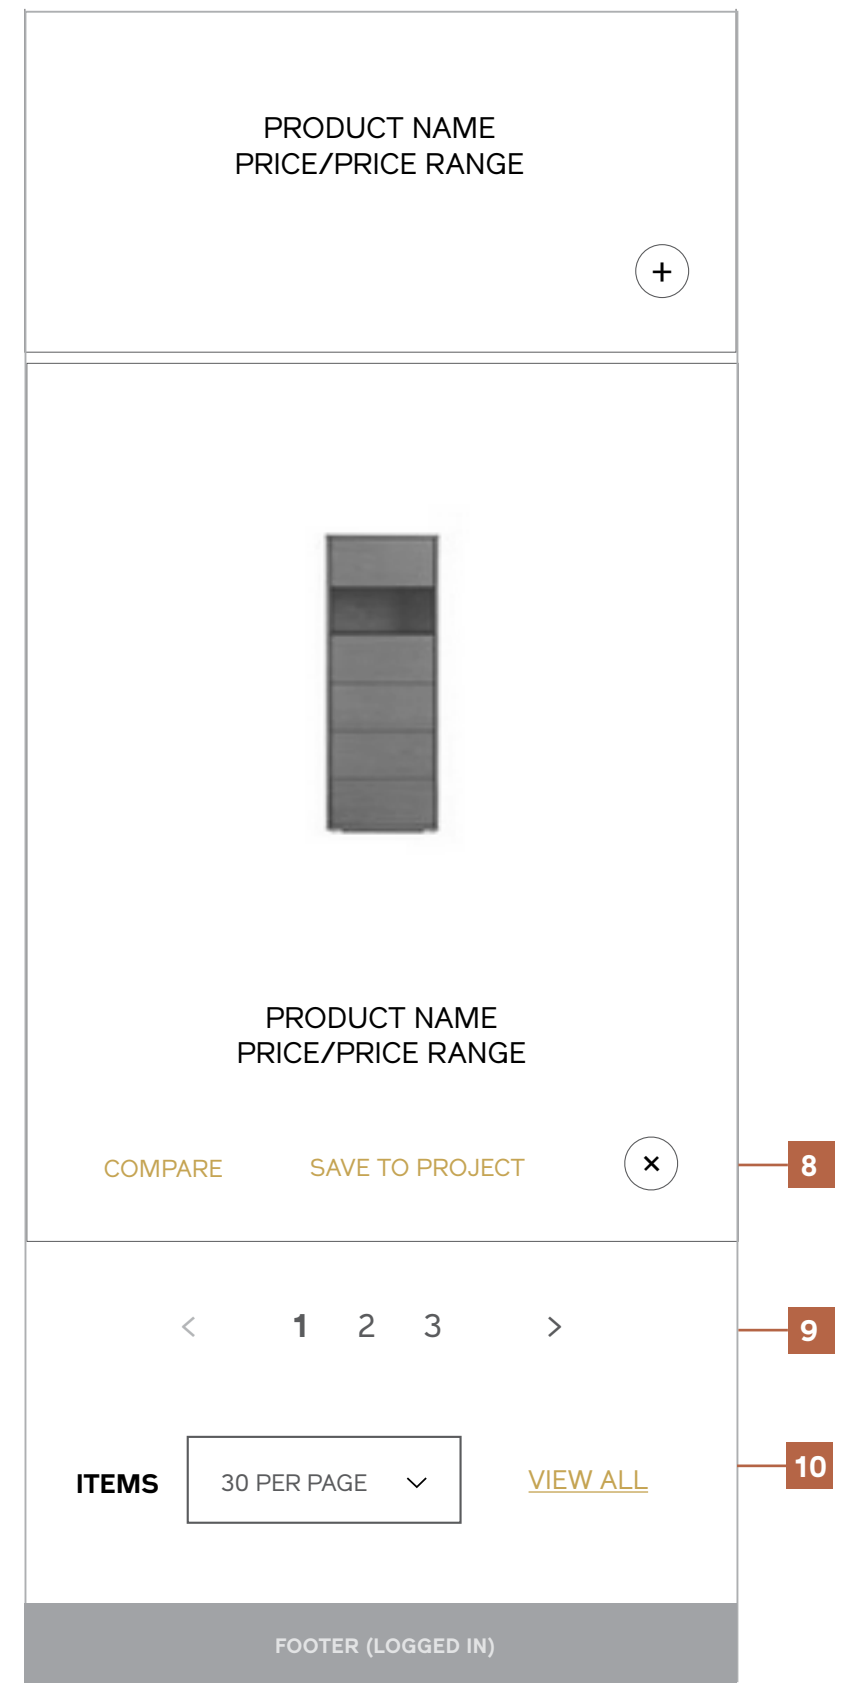 PRODUCT NAME
PRICE/PRICE RANGE
+
PRODUCT NAME
PRICE/PRICE RANGE
COMPARE SAVE TO PROJECT × 8
< 1 2 3 > 9
ITEMS 30 PER PAGE VIEW ALL 10
FOOTER (LOGGED IN)